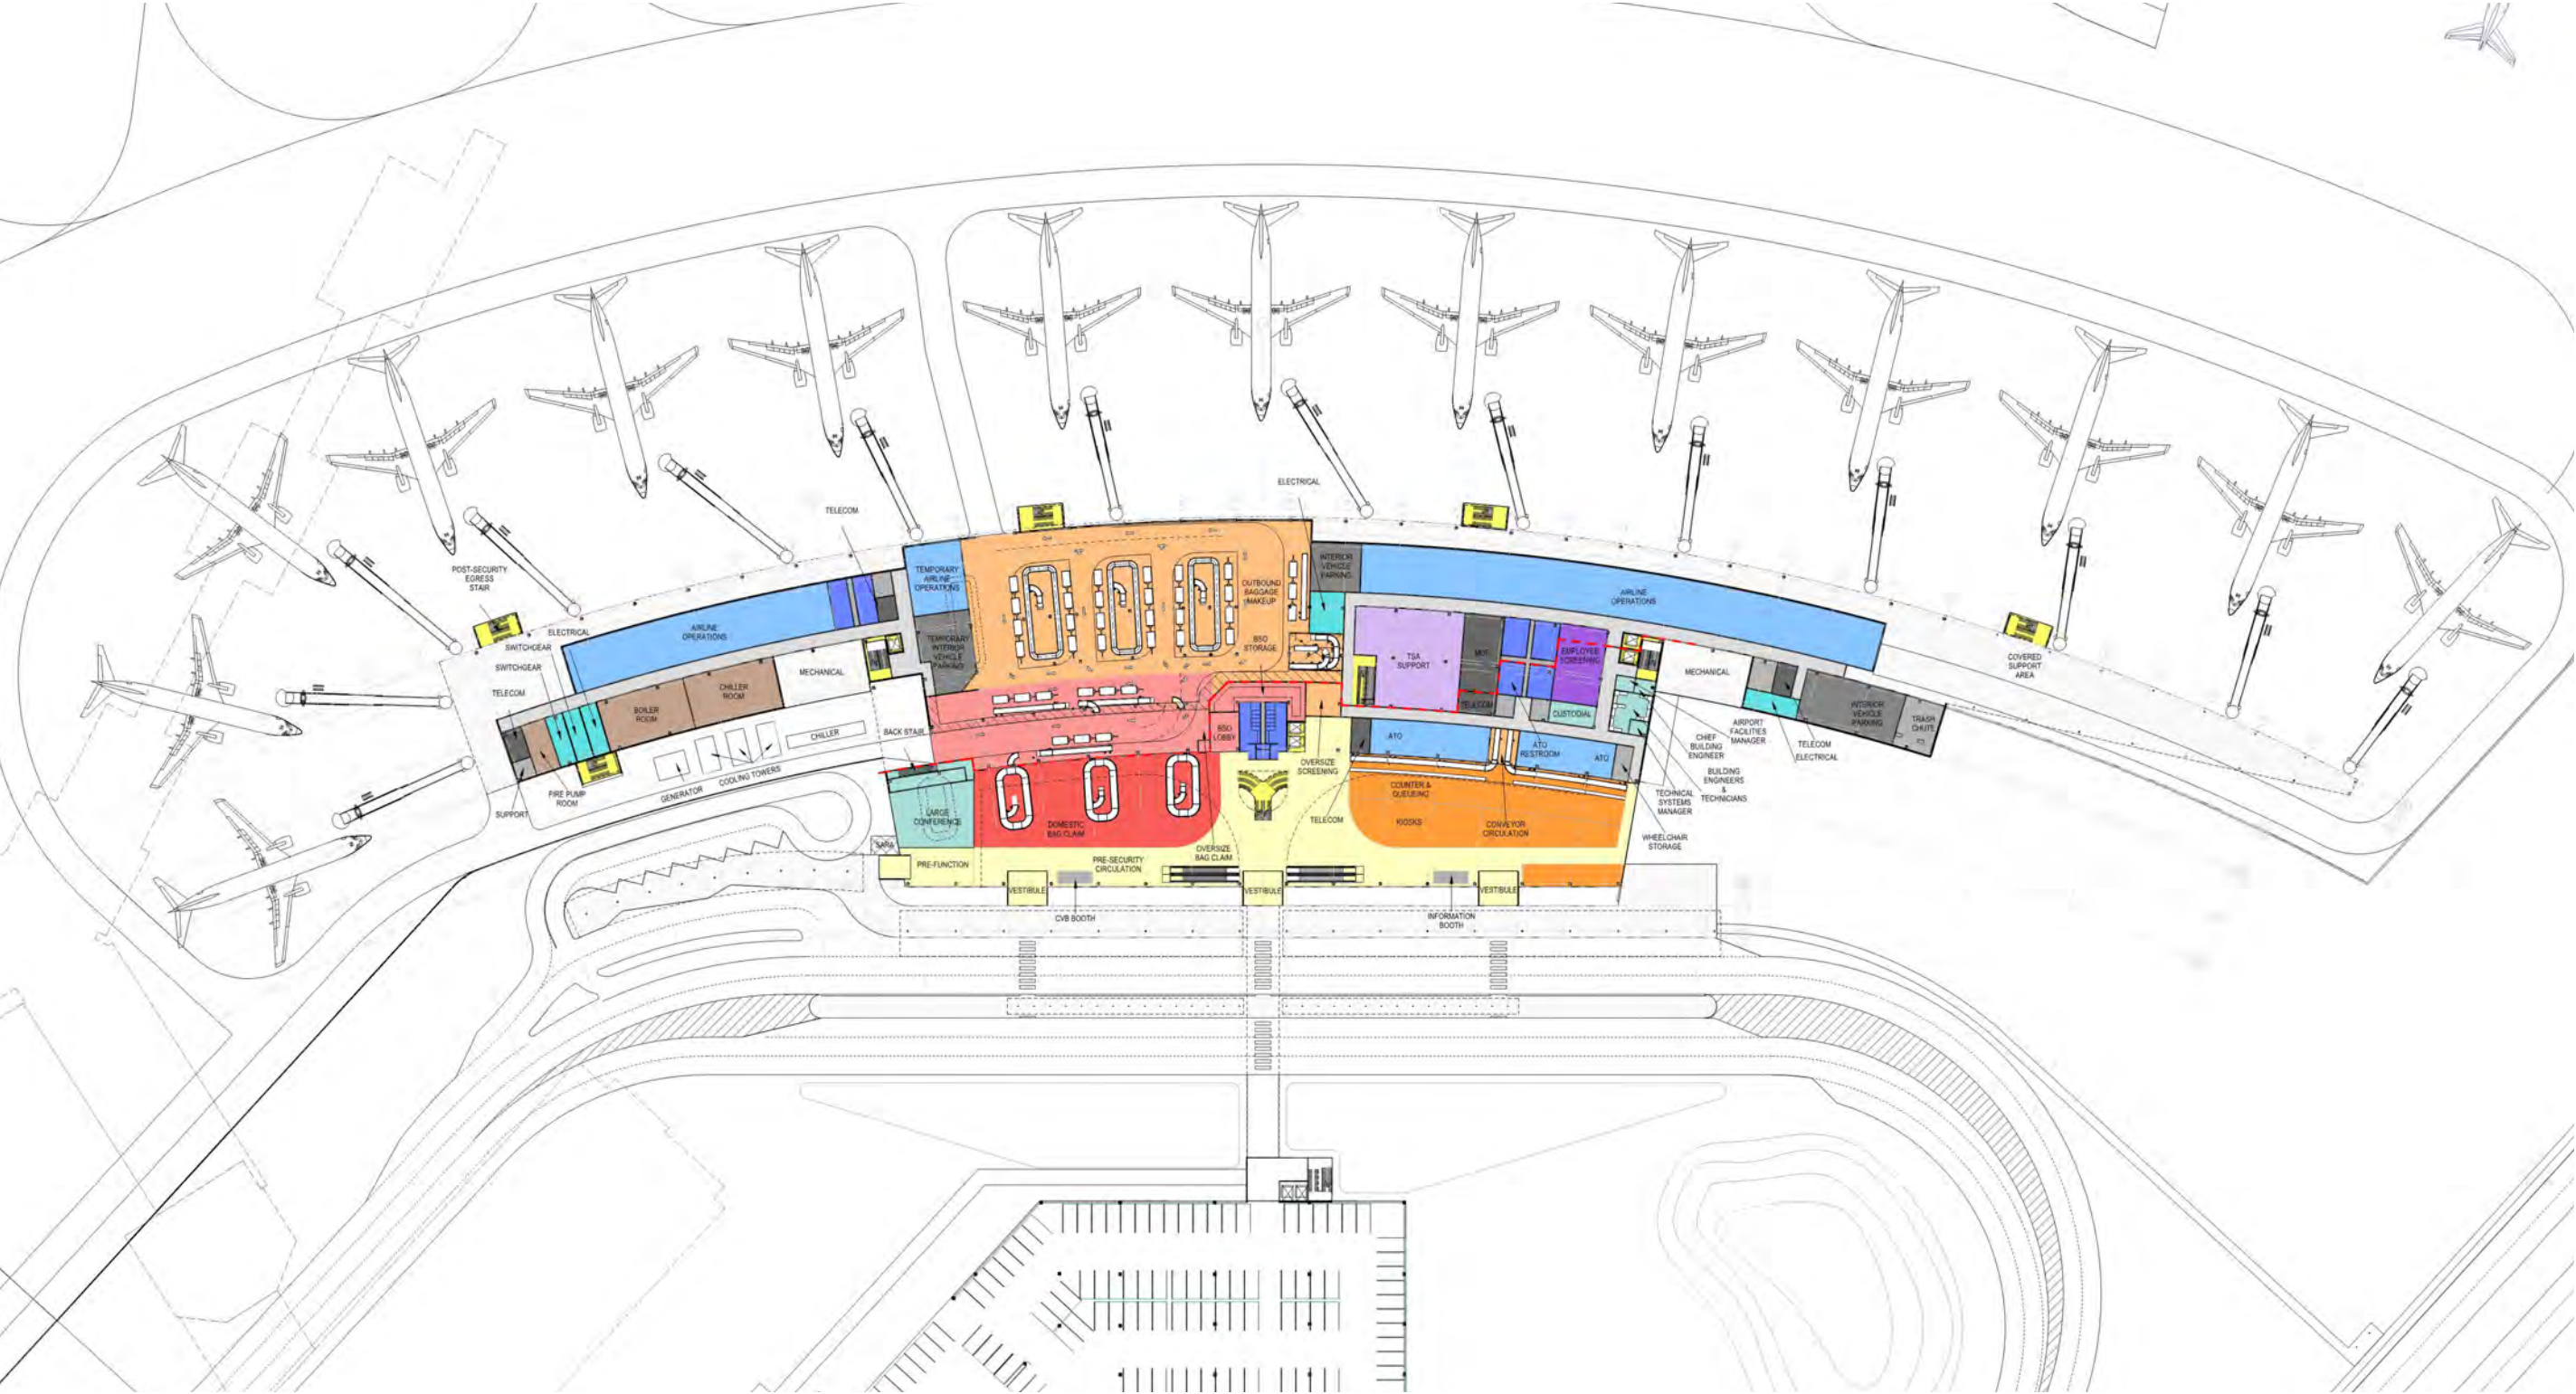 ELECTRICAL
TELECOM
INTERIOR
VEHICLE
PARKING
POST-SECURITY
EGRESS
STAIR
TEMPORARY
AIRLINE
OPERATIONS
OUTBOUND
BAGGAGE
MAKEUP
AIRLINE
OPERATIONS
AIRLINE
OPERATIONS
ELECTRICAL
SWITCHGEAR
SWITCHGEAR
TELECOM
TEMPORARY
INTERIOR
VEHICLE
PARKING
BSO
STORAGE
TSA
SUPPORT
EMPLOYEE
SCREENING
COVERED
SUPPORT
AREA
MECHANICAL
MECHANICAL
CHILLER
ROOM
BOILER
ROOM
TELECOM
CUSTODIAL
INTERIOR
VEHICLE
PARKING
TRASH
CHUTE
BACK STAIR
CHILLER
BSO
LOBBY
ATO
ATO
RESTROOM
ATO
AIRPORT
FACILITIES
MANAGER
CHIEF
BUILDING
ENGINEER
TELECOM
ELECTRICAL
OVERSIZE
SCREENING
COOLING TOWERS
GENERATOR
FIRE PUMP
ROOM
SUPPORT
COUNTER &
QUEUEING
BUILDING
ENGINEERS
&
TECHNICIANS
TECHNICAL
SYSTEMS
MANAGER
LARGE
CONFERENCE
DOMESTIC
BAG CLAIM
TELECOM
KIOSKS
CONVEYOR
CIRCULATION
WHEELCHAIR
STORAGE
SARA
OVERSIZE
BAG CLAIM
PRE-FUNCTION
PRE-SECURITY
CIRCULATION
VESTIBULE
VESTIBULE
VESTIBULE
CVB BOOTH
INFORMATION
BOOTH